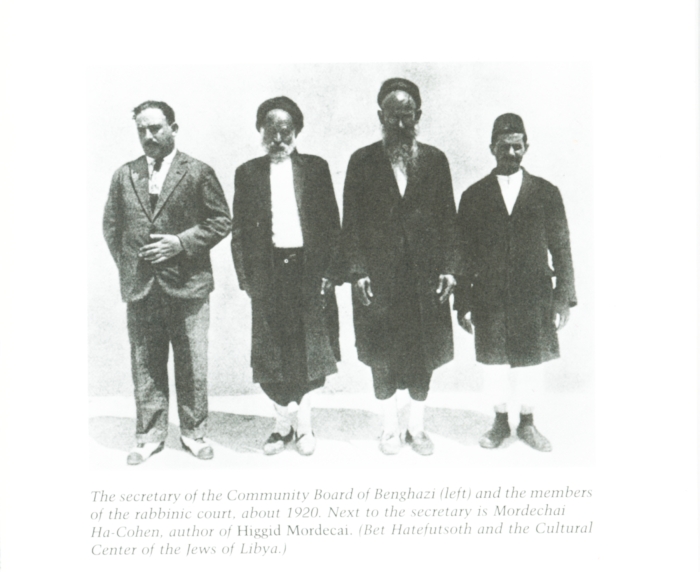 The secretary of the Community Board of Benghazi (left) and the members
of the rabbinic court, about 1920. Next to the secretary is Mordechai
Ha-Cohen, author of Higgid Mordecai. (Bet Hatefutsoth and the Cultural
Center of the Jews of Libya.)